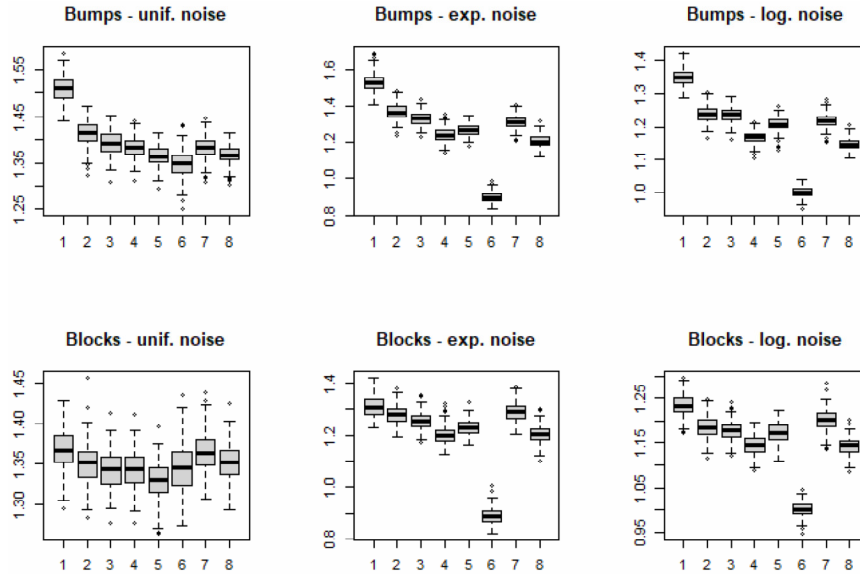 Bumps - unif. noise
1.55
1.45
1.35
1.25
1 2 3 4 5 6 7 8
Bumps - exp. noise
1.6
1.4
1.2
1.0
0.8
1 2 3 4 5 6 7 8
Bumps - log. noise
1.4
1.3
1.2
1.1
1.0
1 2 3 4 5 6 7 8
Blocks - unif. noise
1.45
1.40
1.35
1.30
1 2 3 4 5 6 7 8
Blocks - exp. noise
1.4
1.2
1.0
0.8
1 2 3 4 5 6 7 8
Blocks - log. noise
1.25
1.15
1.05
0.95
1 2 3 4 5 6 7 8